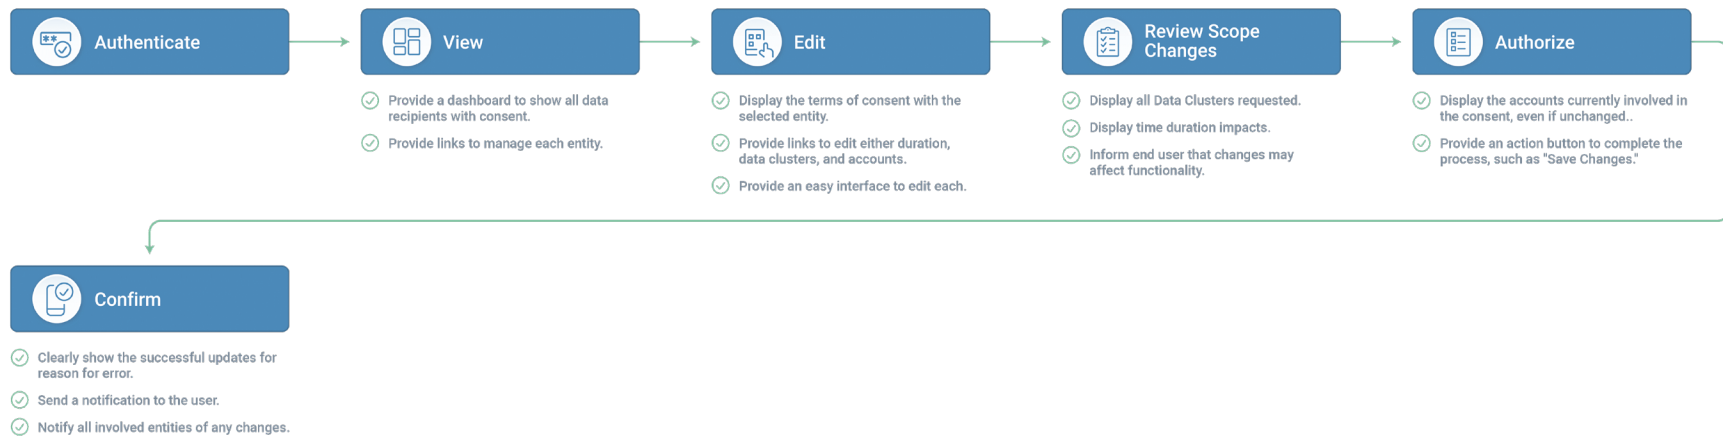 Authenticate
View
Provide a dashboard to show all data
recipients with consent.
Provide links to manage each entity.
Edit
Display the terms of consent with the
selected entity.
Provide links to edit either duration,
data clusters, and accounts.
Provide an easy interface to edit each.
Review Scope
Changes
Display all Data Clusters requested.
Display time duration impacts.
Inform end user that changes may
affect functionality.
Authorize
Display the accounts currently involved in
the consent, even if unchanged..
Provide an action button to complete the
process, such as "Save Changes."
Confirm
Clearly show the successful updates for
reason for error.
Send a notification to the user.
Notify all involved entities of any changes.